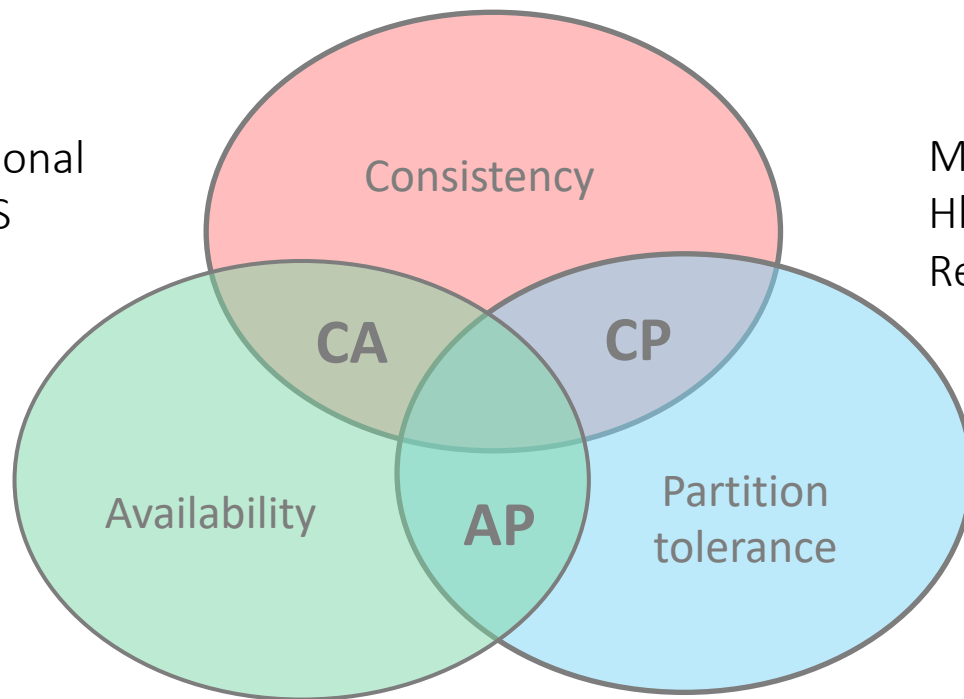 Consistency
CA
CP
Availability
AP
Partition
tolerance